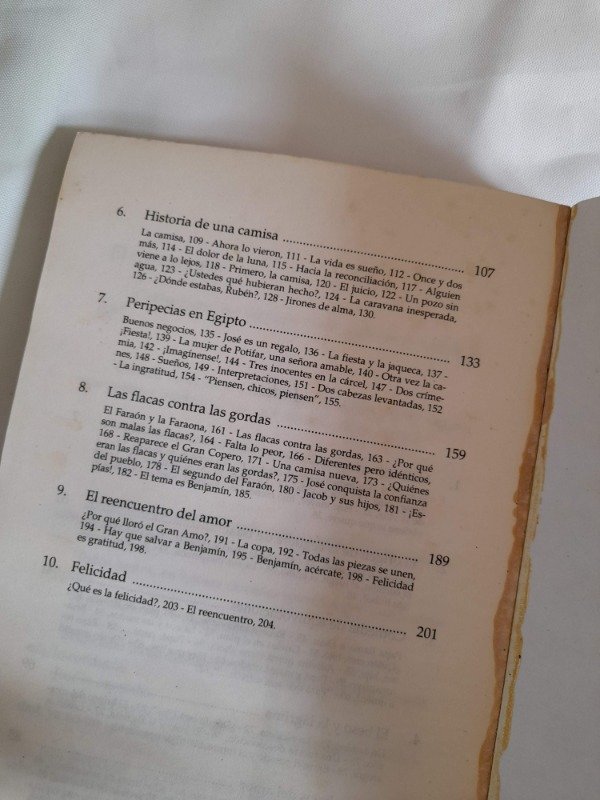 6. Historia de una camisa ........ 107
La camisa, 109 - Ahora lo vieron, 111 - La vida es sueño, 112 - Once y dos
más, 114 - El dolor de la luna, 115 - Hacia la reconciliación, 117 - Alguien
viene a lo lejos, 118 - Primero, la camisa, 120 - El juicio, 122 - Un pozo sin
agua, 123 - ¿Ustedes qué hubieran hecho?, 124 - La caravana inesperada,
126 - ¿Dónde estabas, Rubén?, 128 - Jirones de alma, 130.
7. Peripecias en Egipto ........ 133
Buenos negocios, 135 - José es un regalo, 136 - La fiesta y la jaqueca, 137 -
¡Fiesta!, 139 - La mujer de Potifar, una señora amable, 140 - Otra vez la ca-
mia, 142 - ¡Imagínense!, 144 - Tres inocentes en la cárcel, 147 - Dos críme-
nes, 148 - Sueños, 149 - Interpretaciones, 151 - Dos cabezas levantadas, 152
- La ingratitud, 154 - "Piensen, chicos, piensen", 155.
8. Las flacas contra las gordas ........ 159
El Faraón y la Faraona, 161 - Las flacas contra las gordas, 163 - ¿Por qué
son malas las flacas?, 164 - Falta lo peor, 166 - Diferentes pero idénticos,
168 - Reaparece el Gran Copero, 171 - Una camisa nueva, 173 - ¿Quiénes
eran las flacas y quiénes eran las gordas?, 175 - José conquista la confianza
del pueblo, 178 - El segundo del Faraón, 180 - Jacob y sus hijos, 181 - ¡Es-
pías!, 182 - El tema es Benjamín, 185.
9. El reencuentro del amor ........ 189
¿Por qué lloró el Gran Amo?, 191 - La copa, 192 - Todas las piezas se unen,
194 - Hay que salvar a Benjamín, 195 - Benjamín, acércate, 198 - Felicidad
es gratitud, 198.
10. Felicidad ........ 201
¿Qué es la felicidad?, 203 - El reencuentro, 204.